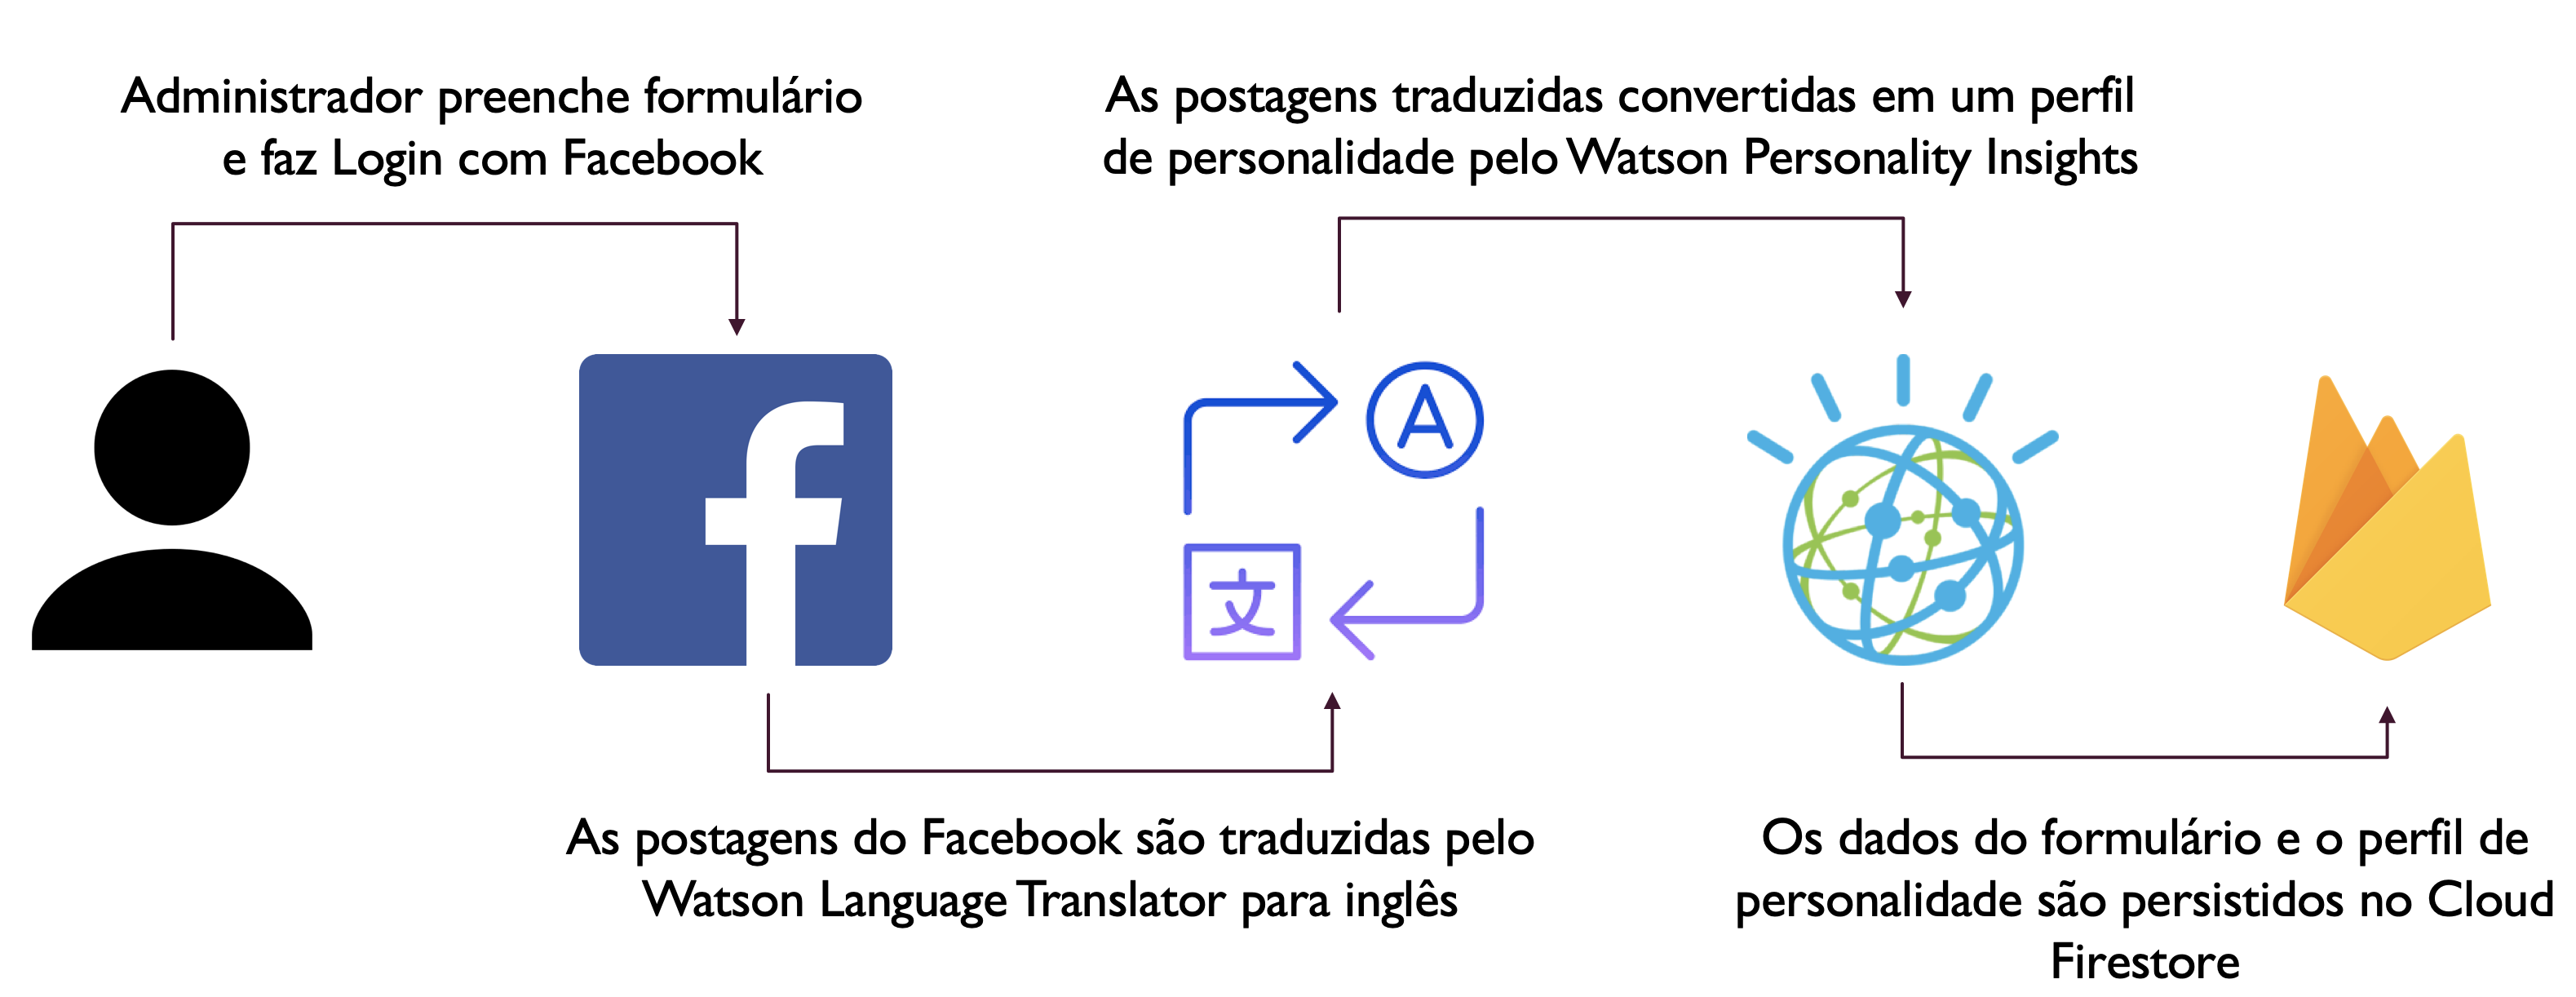 Administrador preenche formulário
e faz Login com Facebook
As postagens traduzidas convertidas em um perfil
de personalidade pelo Watson Personality Insights
A
文
As postagens do Facebook são traduzidas pelo
Watson Language Translator para inglês
Os dados do formulário e o perfil de
personalidade são persistidos no Cloud
Firestore